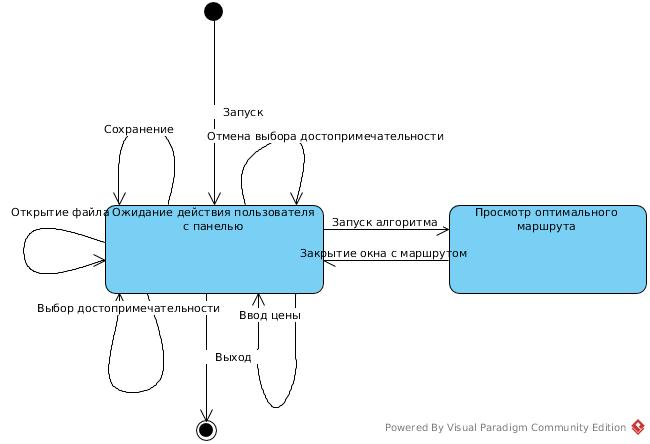 Запуск
Сохранение
Отмена выбора достопримечательности
Открытие файла
Ожидание действия пользователя
с панелью
Запуск алгоритма
Просмотр оптимального
маршрута
Закрытие окна с маршрутом
Выбор достопримечательности
Ввод цены
Выход
Powered By Visual Paradigm Community Edition